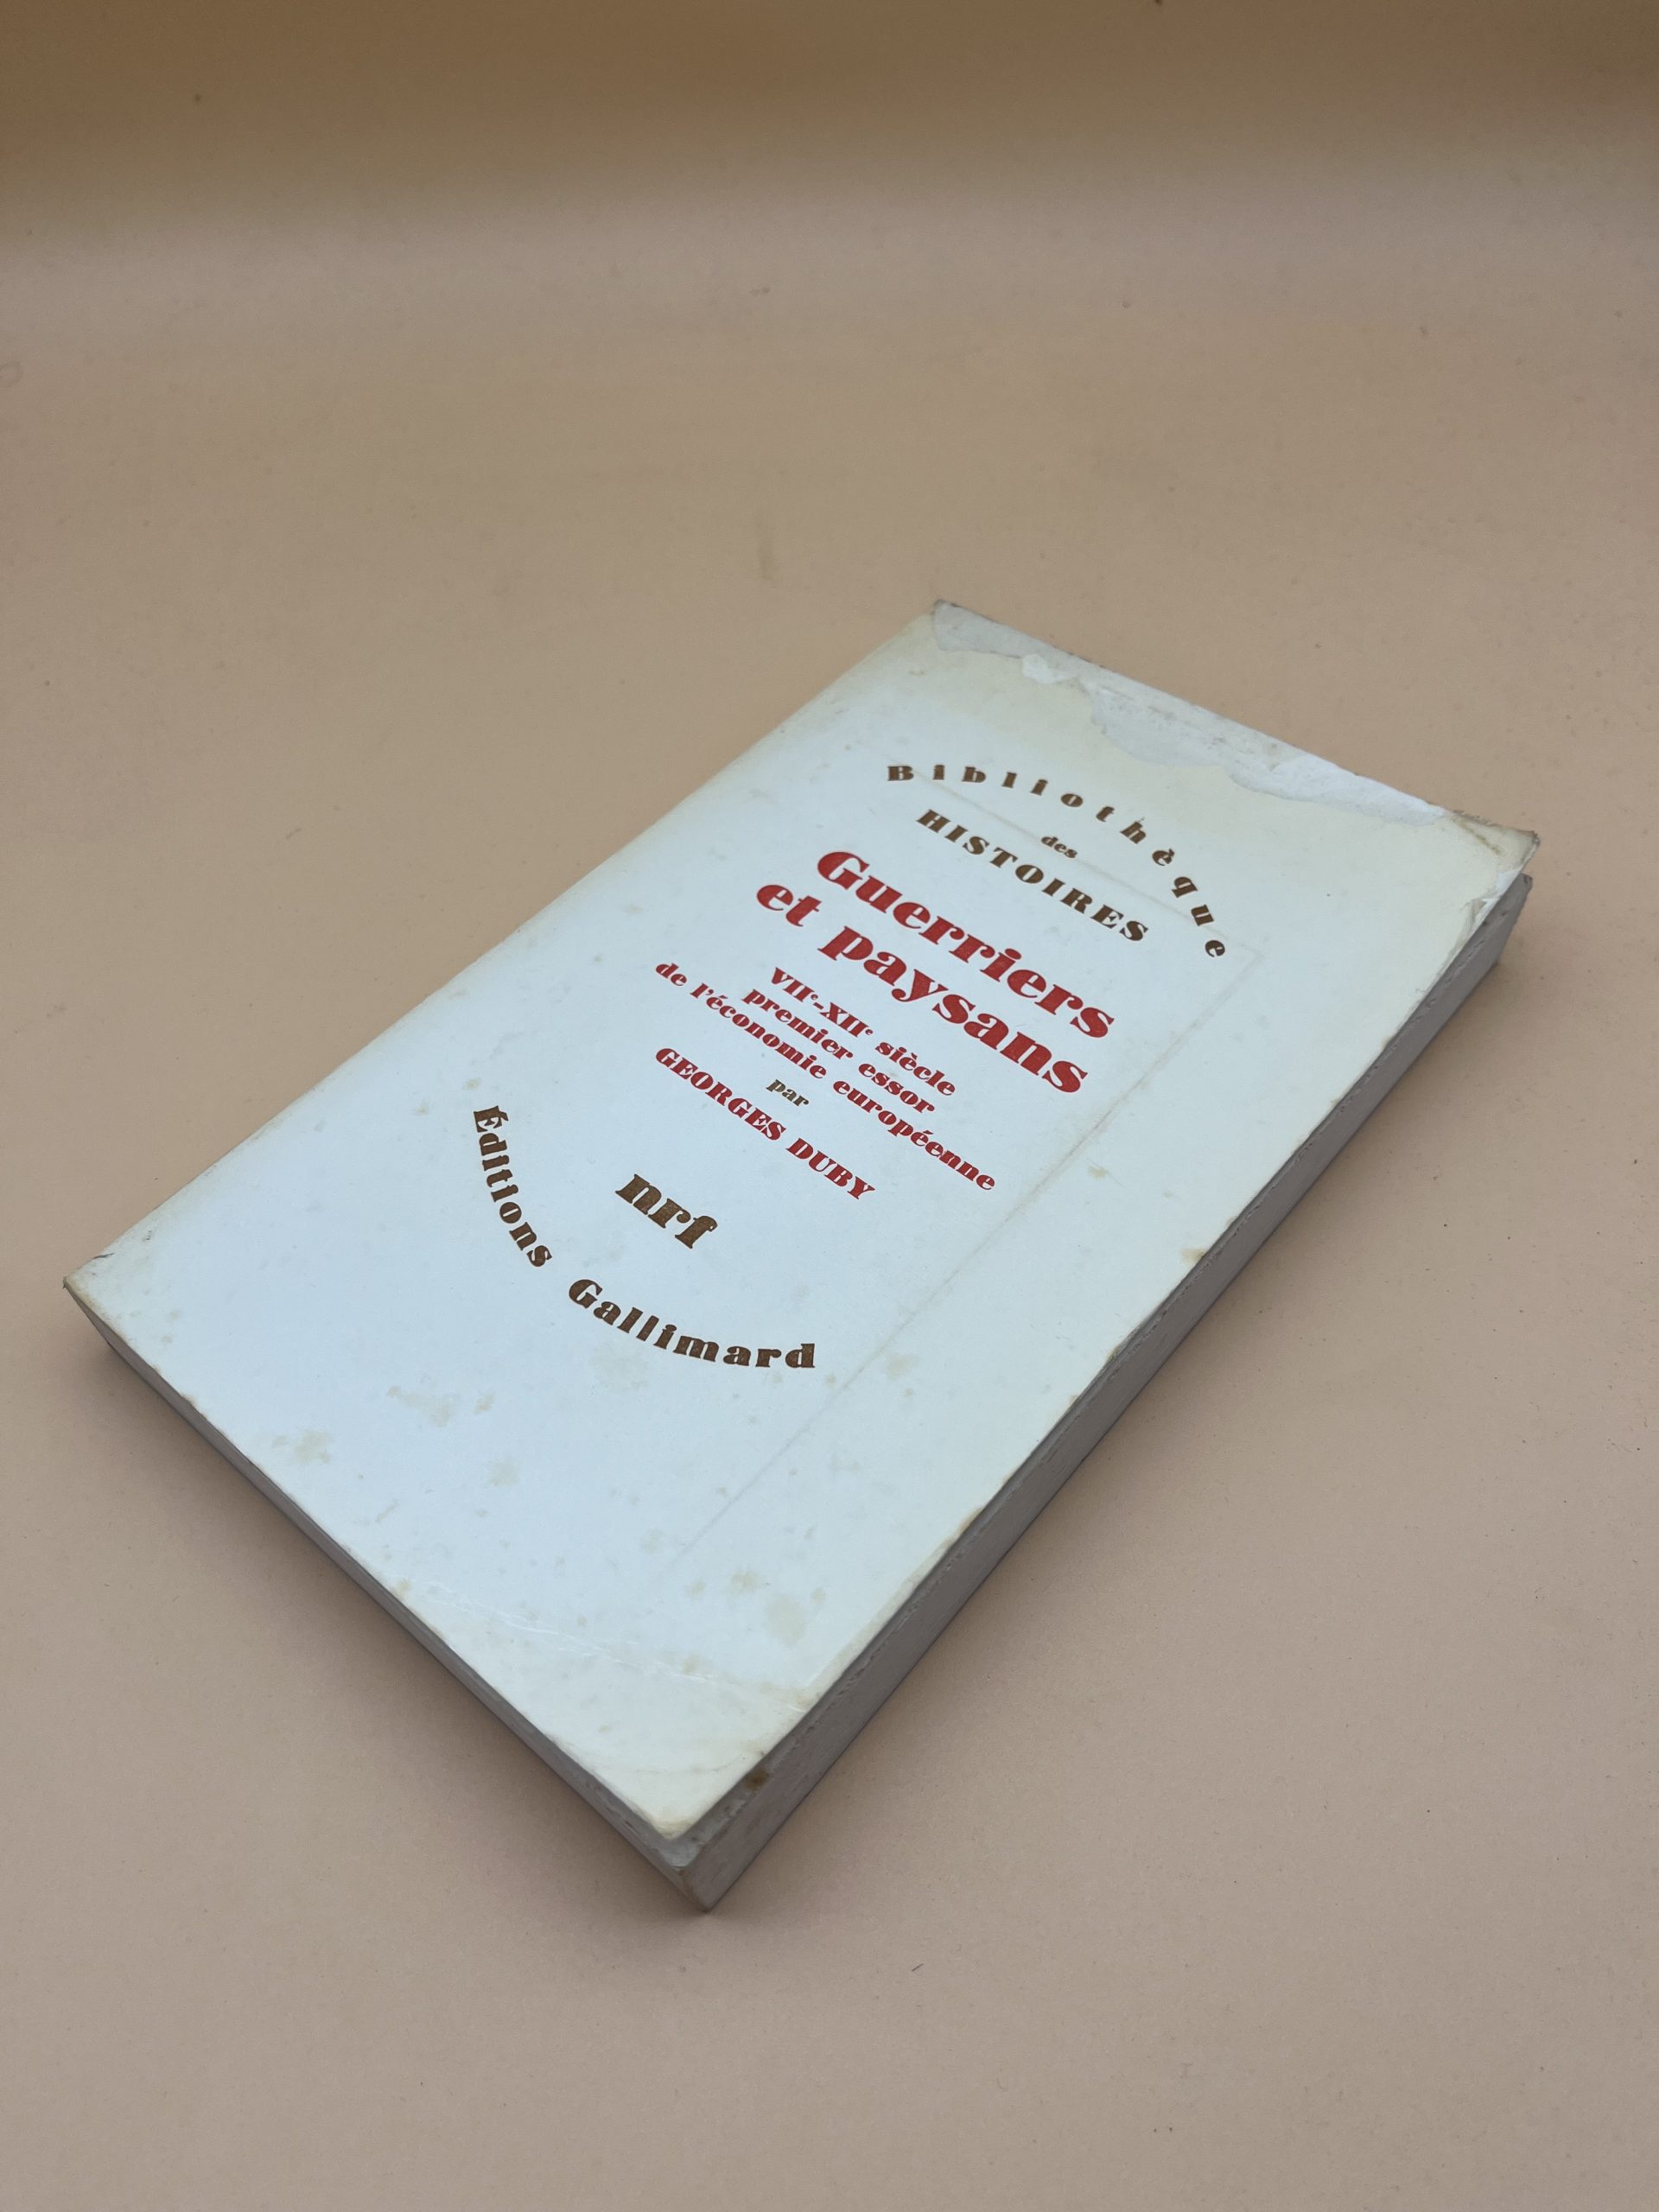 Bibliothèque
des
HISTOIRES
Guerriers
et paysans
VIIe-XIIe siècle
premier essor
de l'économie européenne
par
GEORGES DUBY
nrf
Éditions Gallimard